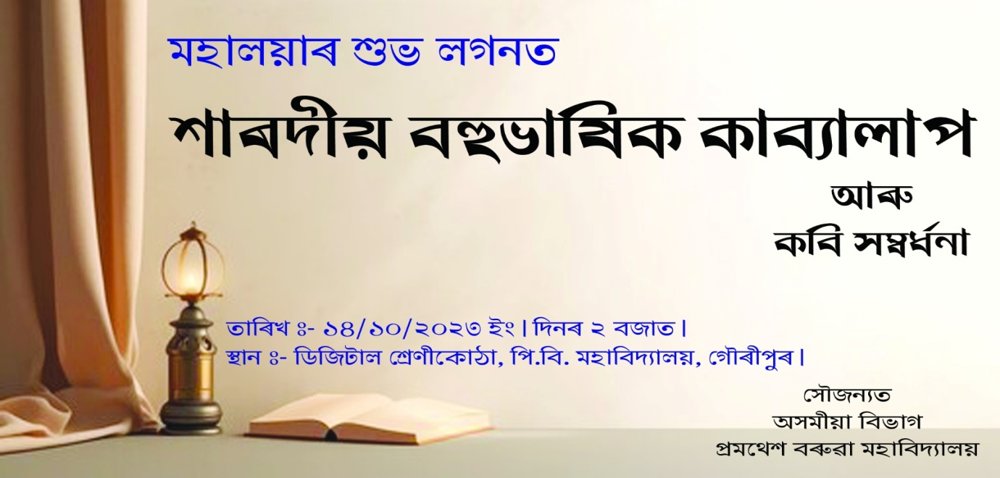 মহালয়াৰ শুভ লগনত
শাৰদীয় বহুভাষিক কাব্যালাপ
আৰু
কবি সম্বৰ্ধনা
তাৰিখ ঃ- ১৪/১০/২০২৩ ইং। দিনৰ ২ বজাত।
স্থান ঃ- ডিজিটাল শ্ৰেণীকোঠা, পি.বি. মহাবিদ্যালয়, গৌৰীপুৰ।
সৌজন্যত
অসমীয়া বিভাগ
প্ৰমথেশ বৰুৱা মহাবিদ্যালয়